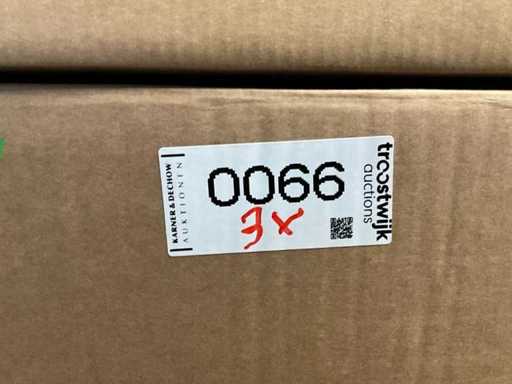 KARNER & DECHOW
AUKTIONEN
0066
3x
troostwijk
auctions